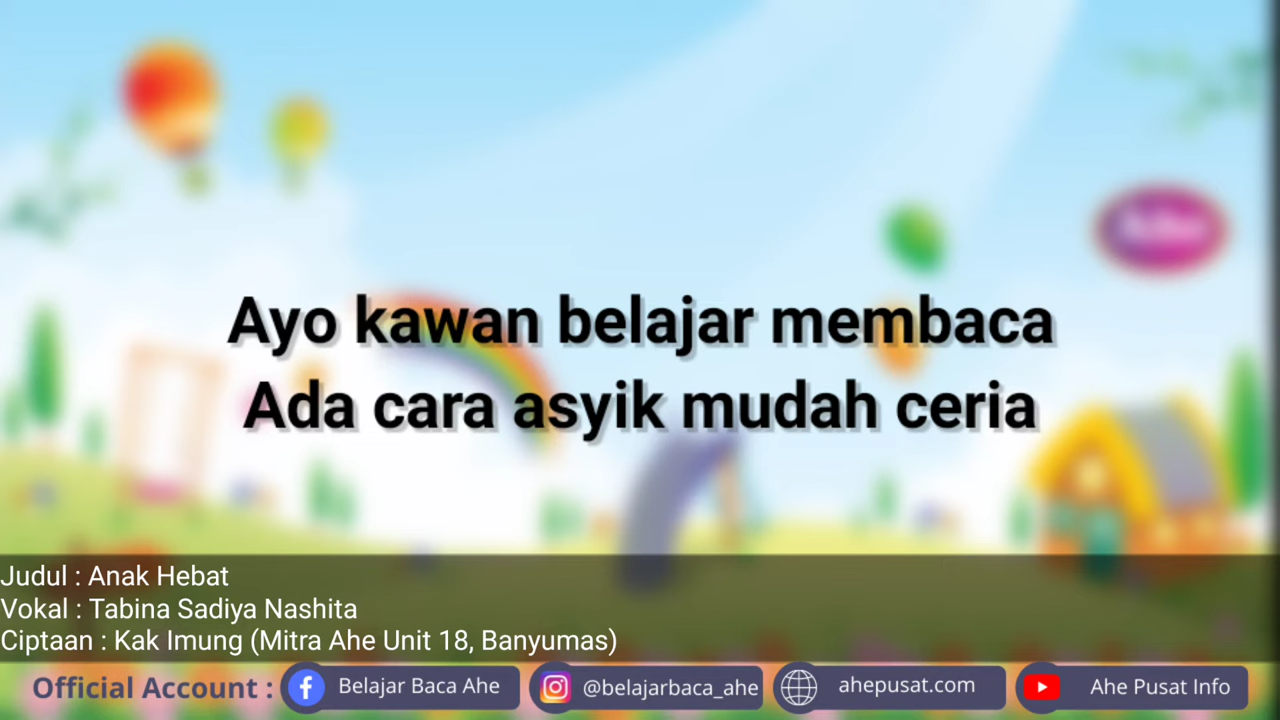 Ayo kawan belajar membaca
Ada cara asyik mudah ceria
Judul : Anak Hebat
Vokal : Tabina Sadiya Nashita
Ciptaan : Kak Imung (Mitra Ahe Unit 18, Banyumas)
Official Account : Belajar Baca Ahe @belajarbaca_ahe ahepusat.com Ahe Pusat Info